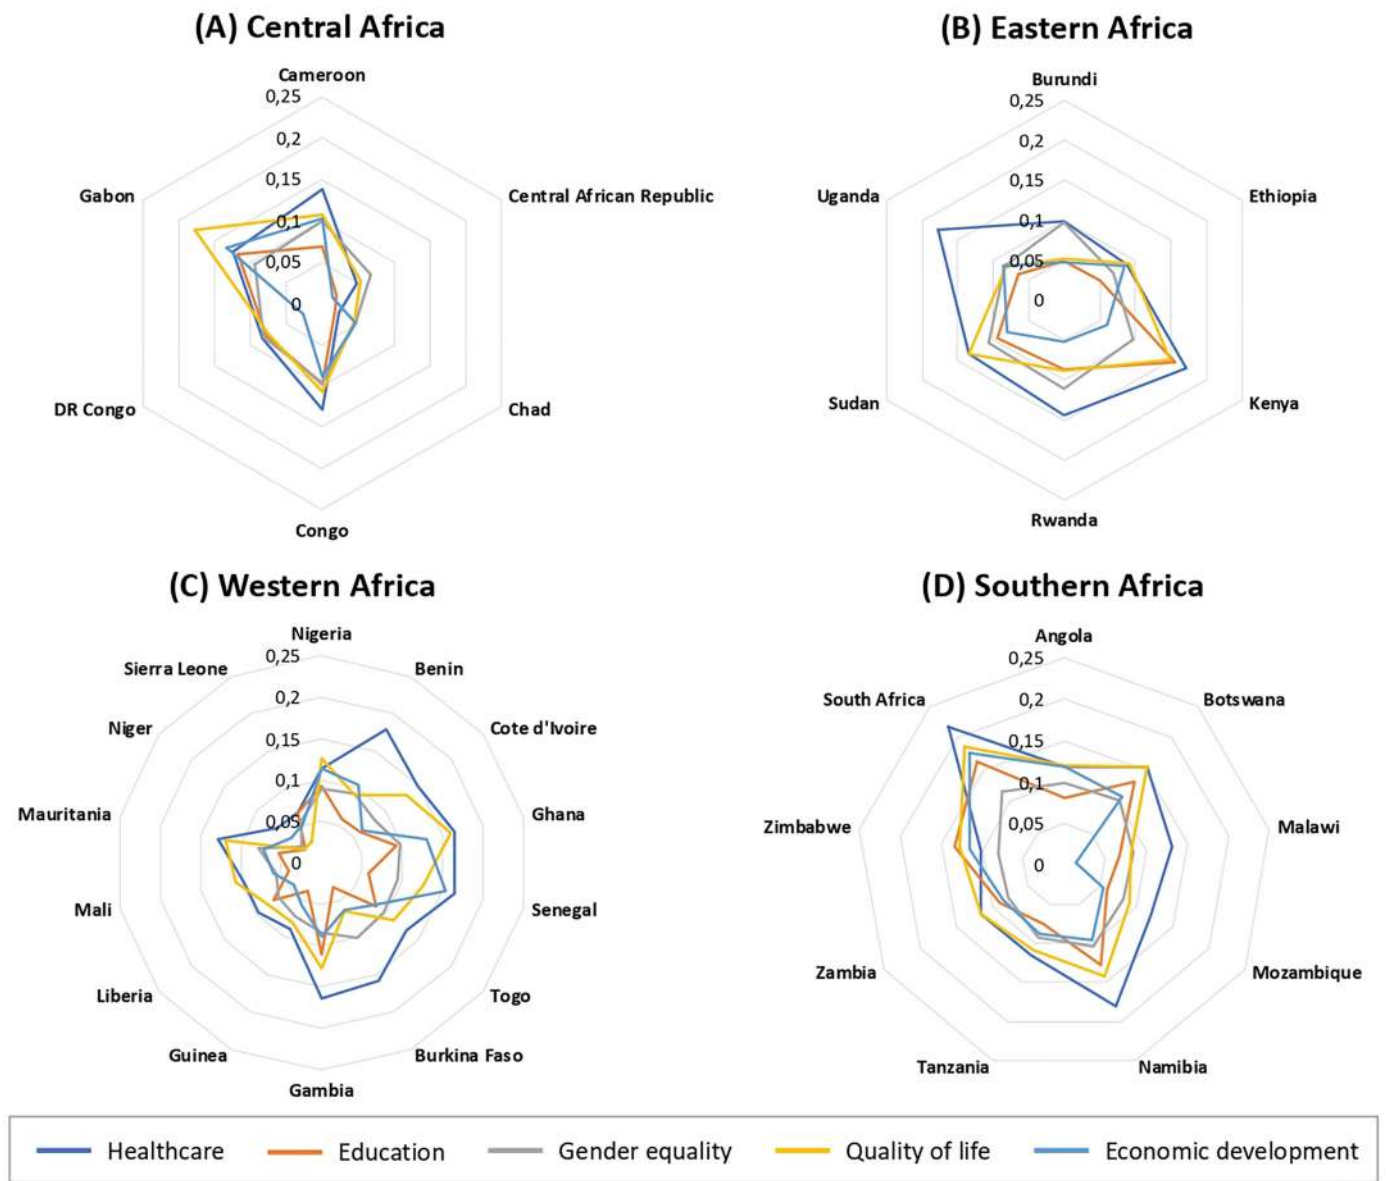 (A) Central Africa
Cameroon
0,25
0,2
0,15
0,1
0,05
0
Gabon
Central African Republic
DR Congo
Chad
Congo
(B) Eastern Africa
Burundi
0,25
0,2
0,15
0,1
0,05
0
Uganda
Ethiopia
Sudan
Kenya
Rwanda
(C) Western Africa
Nigeria
0,25
0,2
0,15
0,1
0,05
0
Sierra Leone
Benin
Niger
Cote d'Ivoire
Mauritania
Ghana
Mali
Senegal
Liberia
Togo
Guinea
Burkina Faso
Gambia
(D) Southern Africa
Angola
0,25
0,2
0,15
0,1
0,05
0
South Africa
Botswana
Zimbabwe
Malawi
Zambia
Mozambique
Tanzania
Namibia
Healthcare
Education
Gender equality
Quality of life
Economic development